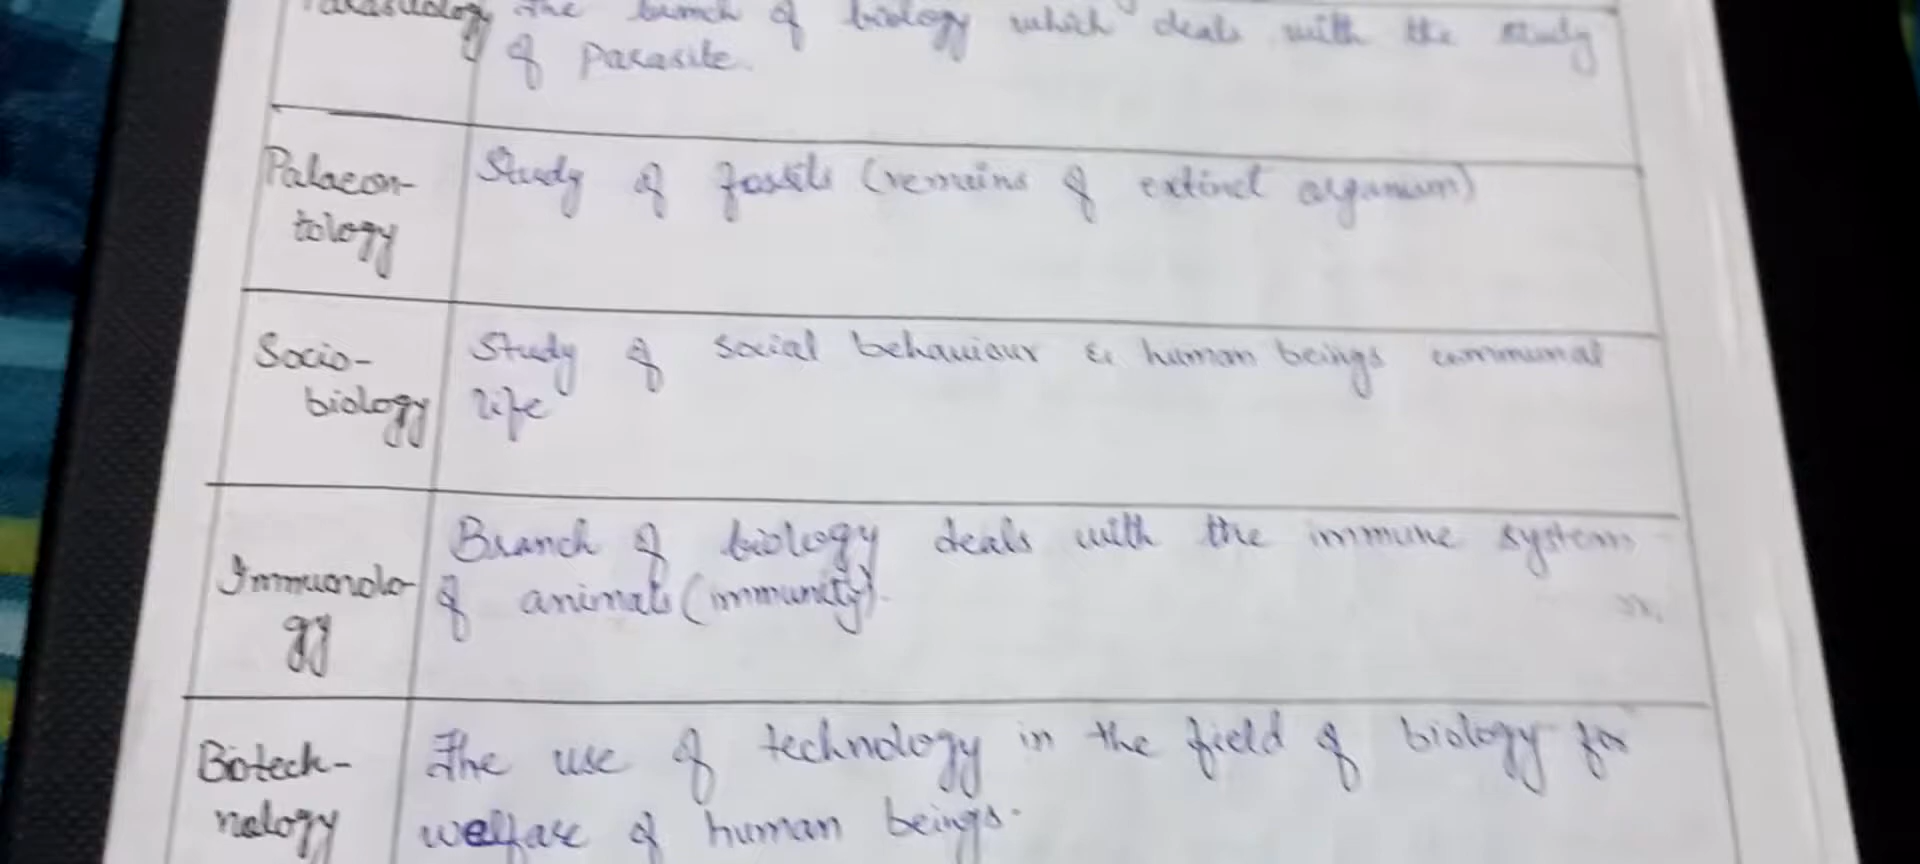 Parasitology The branch of biology which deals with the study
of Parasite.
Palaeon- Study of fossils (remains of extinct organism)
tology
Socio- Study of social behaviour & human beings communal
biology life
Branch of biology deals with the immune system
Immuonolo- of animals (immunity).
gy
Biotech- The use of technology in the field of biology for
nology welfare of human beings.